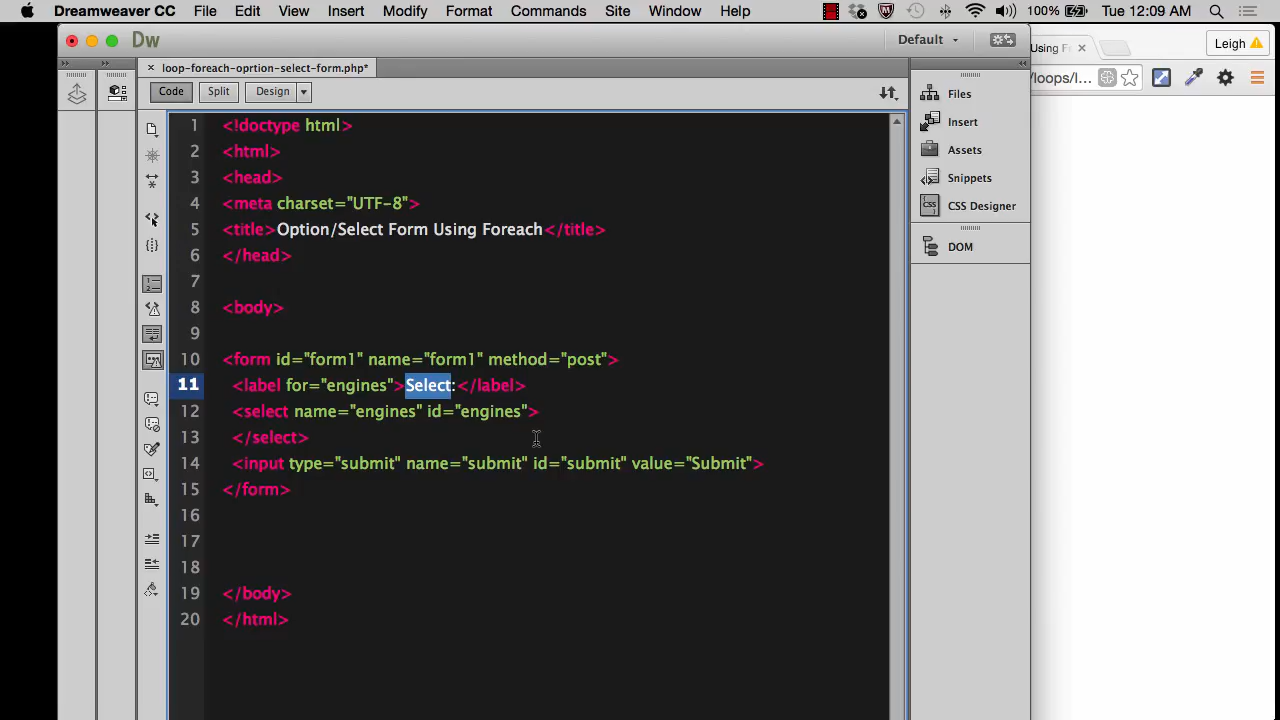 Dreamweaver CC File Edit View Insert Modify Format Commands Site Window Help 100% Tue 12:09 AM
Dw Default
Using F Leigh
loop-foreach-oprtion-select-form.php*
/loops/l...
Code Split Design
1 <!doctype html>
2 <html>
3 <head>
4 <meta charset="UTF-8">
5 <title>Option/Select Form Using Foreach</title>
6 </head>
7
8 <body>
9
10 <form id="form1" name="form1" method="post">
11 <label for="engines">Select:</label>
12 <select name="engines" id="engines">
13 </select>
14 <input type="submit" name="submit" id="submit" value="Submit">
15 </form>
16
17
18
19 </body>
20 </html>
Files
Insert
Assets
Snippets
CSS CSS Designer
DOM